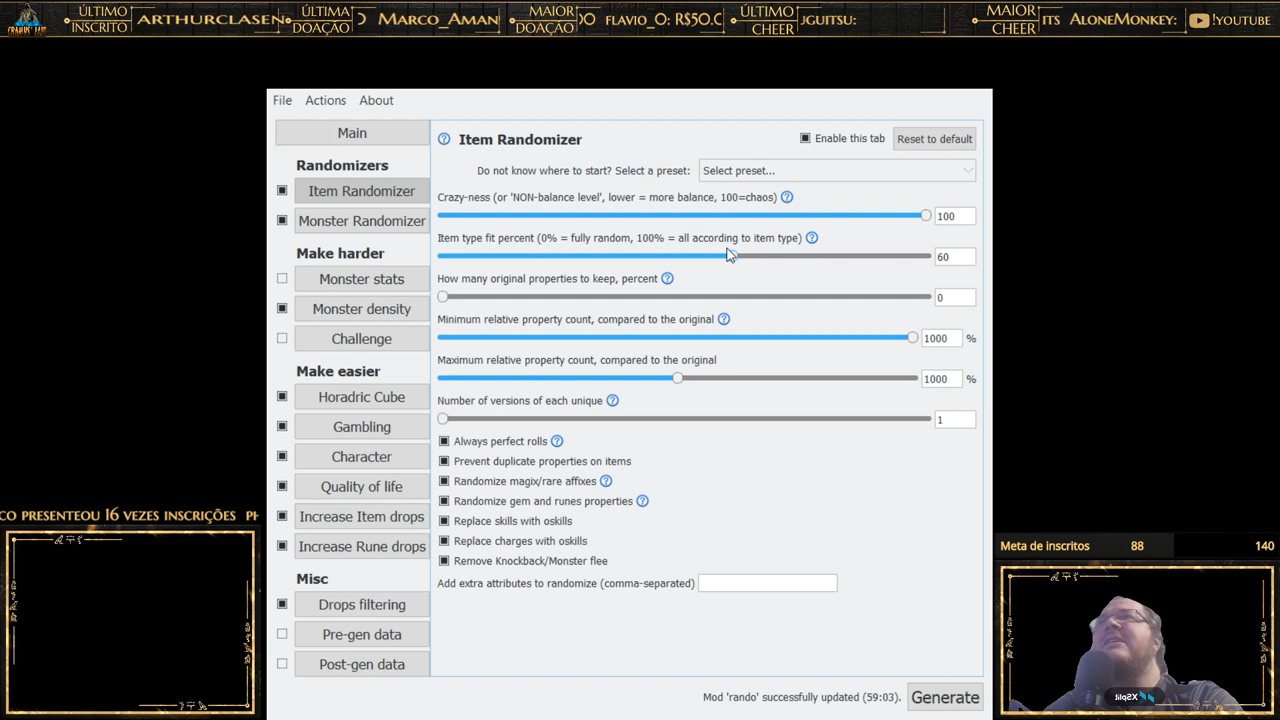 ÚLTIMO
INSCRITO
ARTHURCLASEN
ÚLTIMA
DOAÇÃO
MARCO_AMAN
MAIOR
DOAÇÃO
FLAVIO_O: R$50.0
ÚLTIMO
CHEER
JGUITSU:
MAIOR
CHEER
ITS ALONEMONKEY:
!YOUTUBE
File Actions About
Main
Randomizers
Item Randomizer
Monster Randomizer
Make harder
Monster stats
Monster density
Challenge
Make easier
Horadric Cube
Gambling
Character
Quality of life
Increase Item drops
Increase Rune drops
Misc
Drops filtering
Pre-gen data
Post-gen data
Item Randomizer
Enable this tab
Reset to default
Do not know where to start? Select a preset: Select preset...
Crazy-ness (or 'NON-balance level', lower = more balance, 100=chaos)
100
Item type fit percent (0% = fully random, 100% = all according to item type)
60
How many original properties to keep, percent
0
Minimum relative property count, compared to the original
1000 %
Maximum relative property count, compared to the original
1000 %
Number of versions of each unique
1
Always perfect rolls
Prevent duplicate properties on items
Randomize magix/rare affixes
Randomize gem and runes properties
Replace skills with oskills
Replace charges with oskills
Remove Knockback/Monster flee
Add extra attributes to randomize (comma-separated)
Mod 'rando' successfully updated (59:03).
Generate
CO PRESENTEOU 16 VEZES INSCRIÇÕES
Meta de inscritos 88 140
XSplit